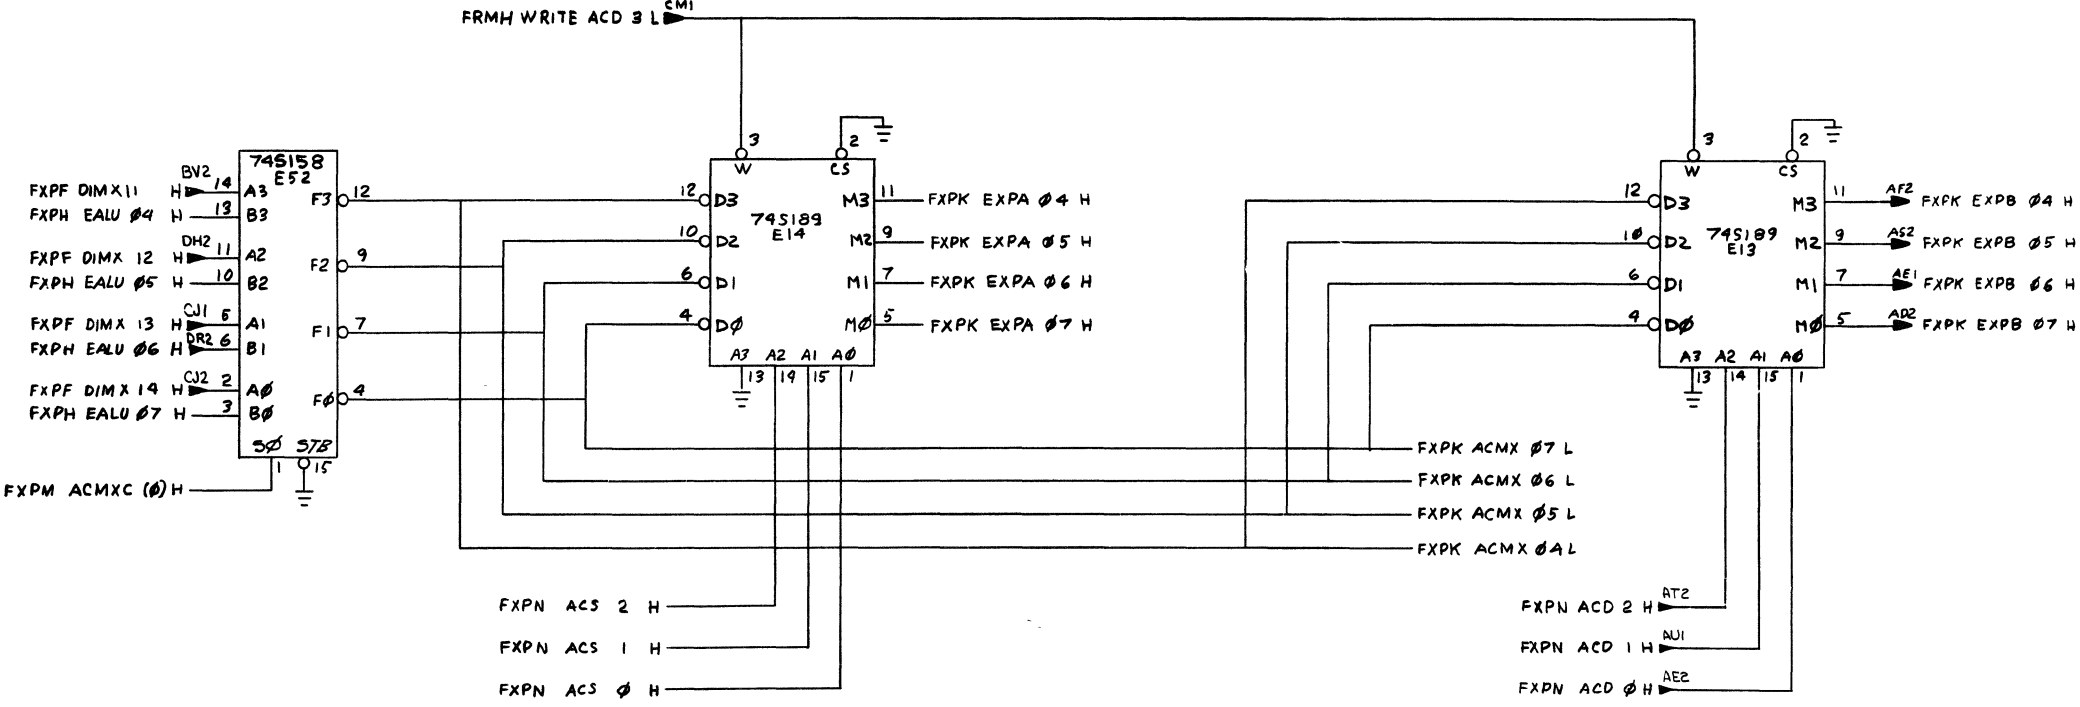 FRMH WRITE ACD 3 L CM1
3 2
W CS
12 D3 M3 11 FXPK EXPA Ø4 H
74S189
E14
10 D2 M2 9 FXPK EXPA Ø5 H
6 D1 M1 7 FXPK EXPA Ø6 H
4 DØ MØ 5 FXPK EXPA Ø7 H
A3 A2 A1 AØ
13 14 15 1
74S158
E52
FXPF DIMX11 H BV2 14 A3 F3 12
FXPH EALU Ø4 H 13 B3
FXPF DIMX 12 H DH2 11 A2 F2 9
FXPH EALU Ø5 H 10 B2
FXPF DIMX 13 H CJ1 5 A1 F1 7
FXPH EALU Ø6 H DR2 6 B1
FXPF DIMX 14 H CJ2 2 AØ FØ 4
FXPH EALU Ø7 H 3 BØ
SØ STB
1 15
FXPM ACMXC (Ø) H
3 2
W CS
12 D3 M3 11 AF2 FXPK EXPB Ø4 H
74S189
E13
10 D2 M2 9 AS2 FXPK EXPB Ø5 H
6 D1 M1 7 AE1 FXPK EXPB Ø6 H
4 DØ MØ 5 AD2 FXPK EXPB Ø7 H
A3 A2 A1 AØ
13 14 15 1
FXPK ACMX Ø7 L
FXPK ACMX Ø6 L
FXPK ACMX Ø5 L
FXPK ACMX Ø4 L
FXPN ACS 2 H
FXPN ACS 1 H
FXPN ACS Ø H
FXPN ACD 2 H AT2
FXPN ACD 1 H AU1
FXPN ACD Ø H AE2